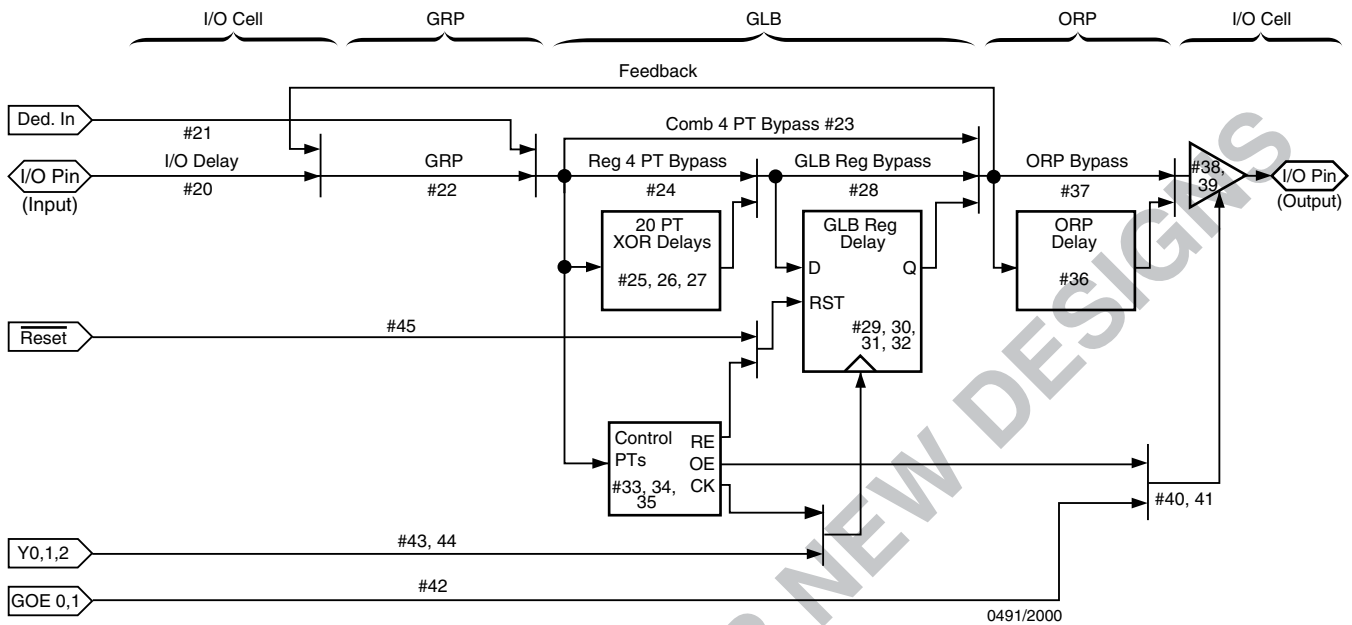 I/O Cell GRP GLB ORP I/O Cell
Feedback
Ded. In
#21
Comb 4 PT Bypass #23
I/O Delay GRP Reg 4 PT Bypass GLB Reg Bypass ORP Bypass
I/O Pin
(Input)
#20 #22 #24 #28 #37
#38,
39
I/O Pin
(Output)
20 PT
XOR Delays
#25, 26, 27
GLB Reg
Delay
D Q
RST
#29, 30,
31, 32
ORP
Delay
#36
Reset
#45
Control
PTs
RE
OE
CK
#33, 34,
35
#40, 41
Y0,1,2
#43, 44
GOE 0,1
#42
0491/2000
NEW DESIGNS